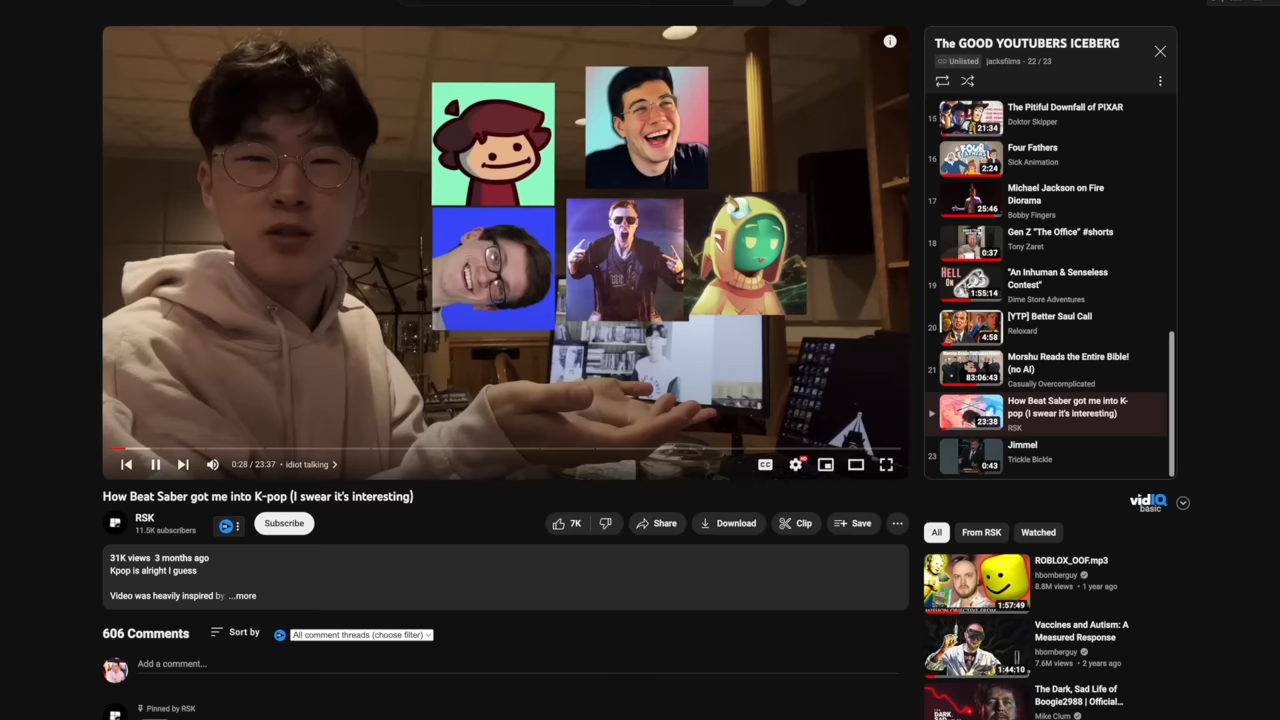 0:28 / 23:37 • idiot talking
CC
HD
How Beat Saber got me into K-pop (I swear it's interesting)
RSK
11.5K subscribers
Subscribe
7K
Share
Download
Clip
Save
31K views 3 months ago
Kpop is alright I guess
Video was heavily inspired by ...more
606 Comments
Sort by
All comment threads (choose filter)
Add a comment...
Pinned by RSK
The GOOD YOUTUBERS ICEBERG
Unlisted
jacksfilms - 22 / 23
15
21:34
The Pitiful Downfall of PIXAR
Doktor Skipper
16
FOUR FATHERS
2:24
Four Fathers
Sick Animation
17
25:46
Michael Jackson on Fire
Diorama
Bobby Fingers
18
0:37
Gen Z "The Office" #shorts
Tony Zaret
19
HELL
ON
1:55:14
"An Inhuman & Senseless
Contest"
Dime Store Adventures
20
4:58
[YTP] Better Saul Call
Reloxard
21
83:06:43
Morshu Reads the Entire Bible!
(no AI)
Casually Overcomplicated
23:38
How Beat Saber got me into K-
pop (I swear it's interesting)
RSK
23
0:43
Jimmel
Trickle Bickle
vidIQ
basic
All
From RSK
Watched
1:57:49
ROBLOX_OOF.mp3
hbomberguy
8.8M views • 1 year ago
1:44:10
Vaccines and Autism: A
Measured Response
hbomberguy
7.6M views • 2 years ago
THE
DARK,
SAD
The Dark, Sad Life of
Boogie2988 | Official...
Mike Clum